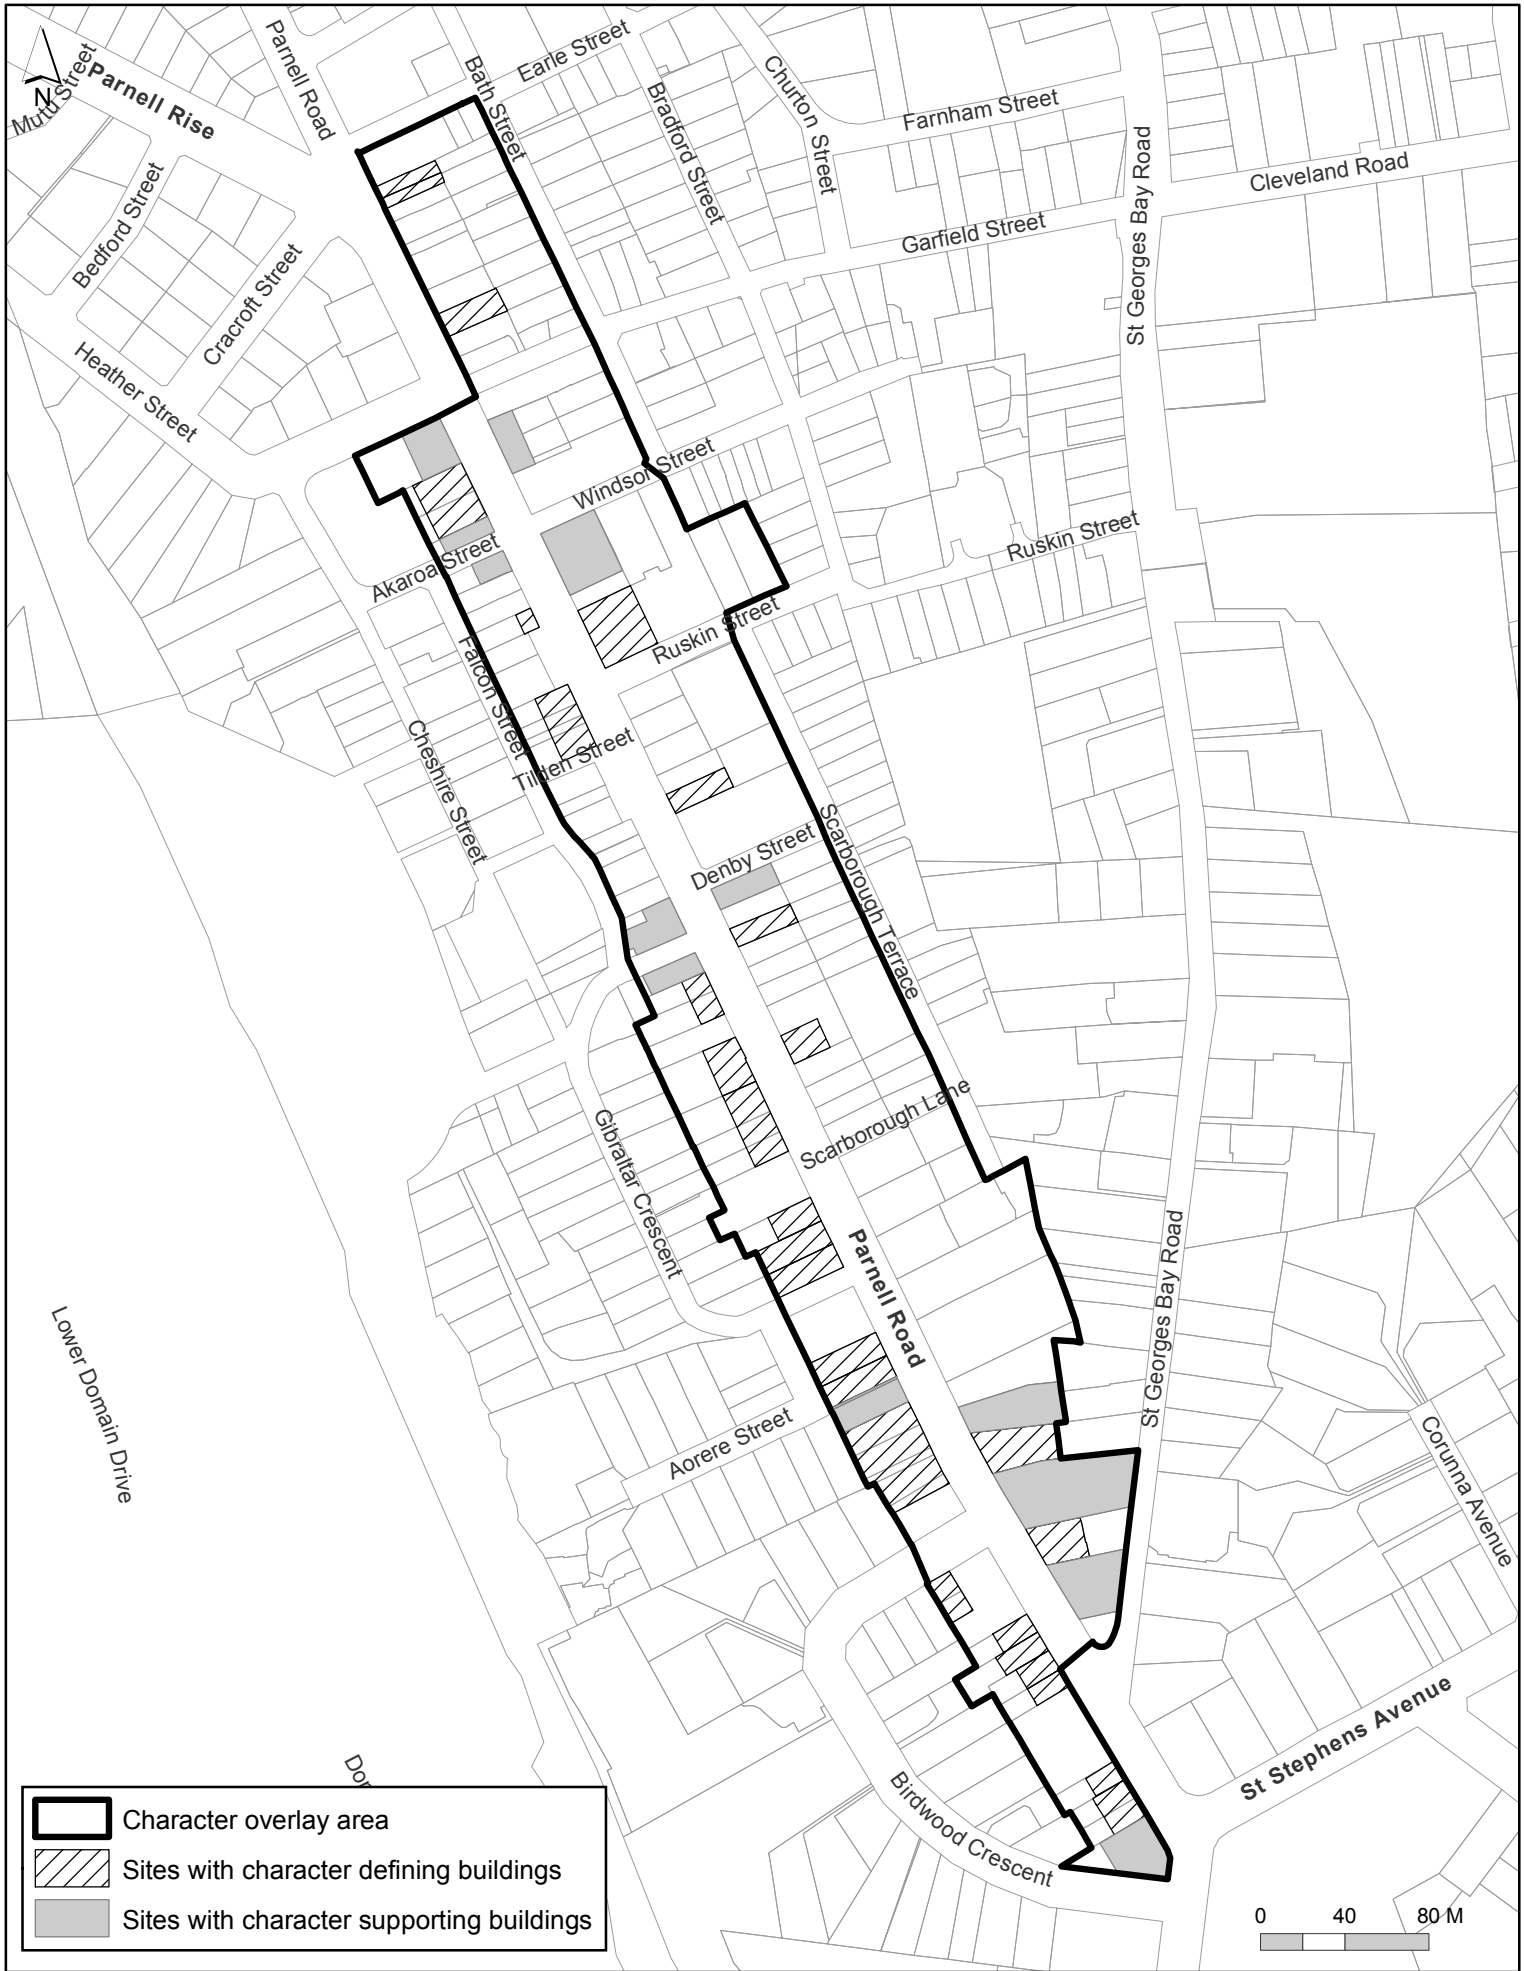 Parnell Road
Earle Street
Bath Street
Churton Street
Mutu Street
N
Parnell Rise
Bradford Street
Farnham Street
Cleveland Road
St Georges Bay Road
Bedford Street
Garfield Street
Cracroft Street
Heather Street
Windsor Street
Ruskin Street
Akaroa Street
Ruskin Street
Falcon Street
Cheshire Street
Tilden Street
Denby Street
Scarborough Terrace
Scarborough Lane
Gibraltar Crescent
Parnell Road
St Georges Bay Road
Lower Domain Drive
Aorere Street
Corunna Avenue
St Stephens Avenue
Birdwood Crescent
Character overlay area
Sites with character defining buildings
Sites with character supporting buildings
0 40 80 M